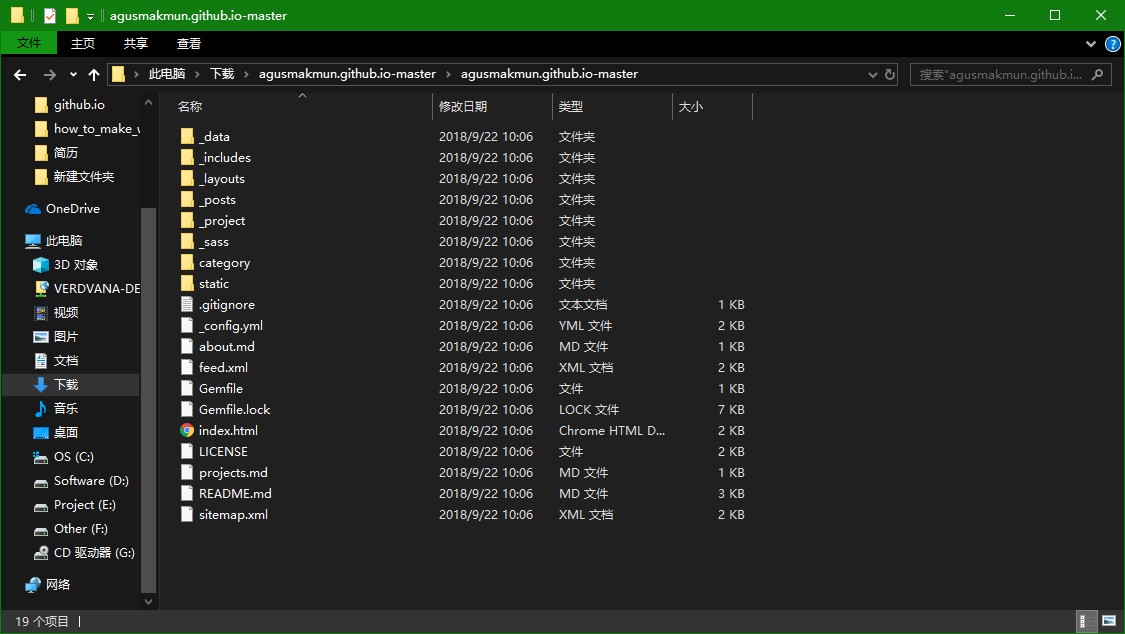 agusmakmun.github.io-master
文件 主页 共享 查看
此电脑 › 下载 › agusmakmun.github.io-master › agusmakmun.github.io-master
搜索"agusmakmun.github.i...
github.io
how_to_make_w
简历
新建文件夹
OneDrive
此电脑
3D 对象
VERDVANA-DE
视频
图片
文档
下载
音乐
桌面
OS (C:)
Software (D:)
Project (E:)
Other (F:)
CD 驱动器 (G:)
网络
名称 修改日期 类型 大小
_data 2018/9/22 10:06 文件夹
_includes 2018/9/22 10:06 文件夹
_layouts 2018/9/22 10:06 文件夹
_posts 2018/9/22 10:06 文件夹
_project 2018/9/22 10:06 文件夹
_sass 2018/9/22 10:06 文件夹
category 2018/9/22 10:06 文件夹
static 2018/9/22 10:06 文件夹
.gitignore 2018/9/22 10:06 文本文档 1 KB
_config.yml 2018/9/22 10:06 YML 文件 2 KB
about.md 2018/9/22 10:06 MD 文件 1 KB
feed.xml 2018/9/22 10:06 XML 文档 2 KB
Gemfile 2018/9/22 10:06 文件 1 KB
Gemfile.lock 2018/9/22 10:06 LOCK 文件 7 KB
index.html 2018/9/22 10:06 Chrome HTML D... 2 KB
LICENSE 2018/9/22 10:06 文件 2 KB
projects.md 2018/9/22 10:06 MD 文件 1 KB
README.md 2018/9/22 10:06 MD 文件 3 KB
sitemap.xml 2018/9/22 10:06 XML 文档 2 KB
19 个项目